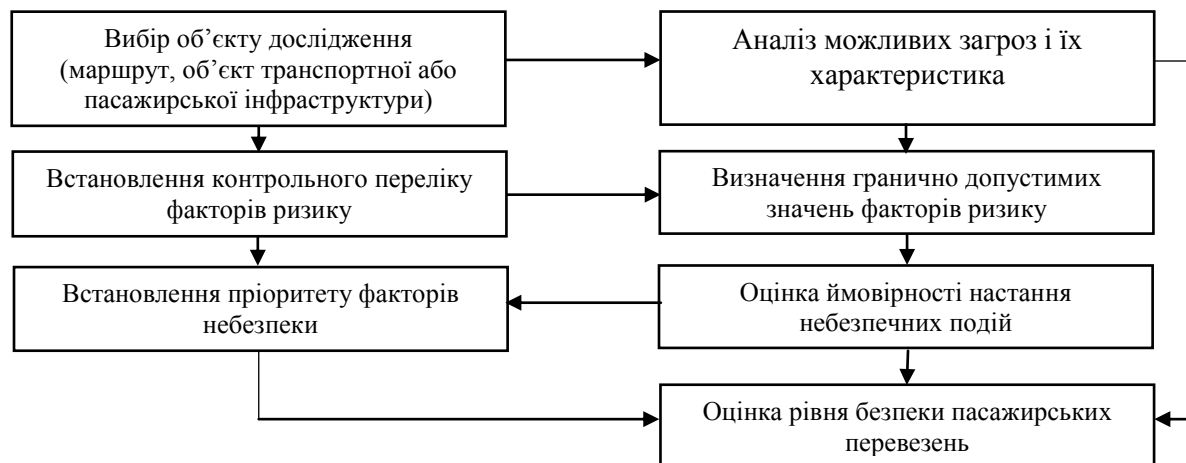 Вибір об’єкту дослідження
(маршрут, об’єкт транспортної або
пасажирської інфраструктури)
Аналіз можливих загроз і їх
характеристика
Встановлення контрольного переліку
факторів ризику
Визначення гранично допустимих
значень факторів ризику
Встановлення пріоритету факторів
небезпеки
Оцінка ймовірності настання
небезпечних подій
Оцінка рівня безпеки пасажирських
перевезень